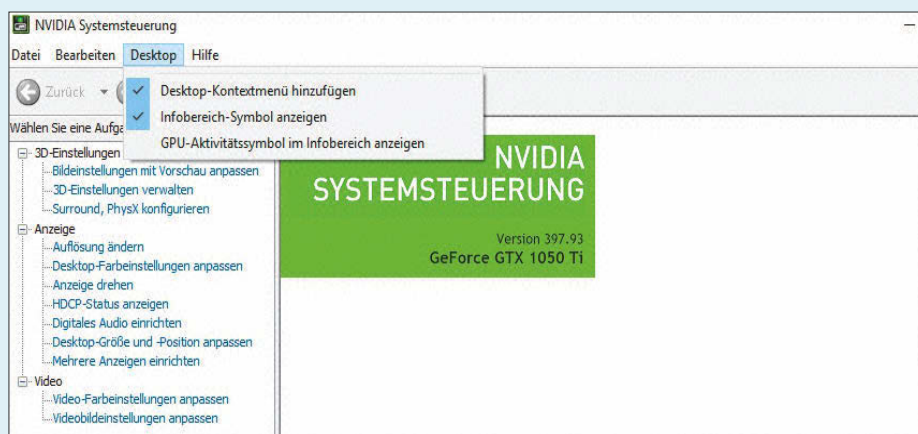 NVIDIA Systemsteuerung
Datei Bearbeiten Desktop Hilfe
Zurück
Desktop-Kontextmenü hinzufügen
Infobereich-Symbol anzeigen
GPU-Aktivitätssymbol im Infobereich anzeigen
Wählen Sie eine Aufga
3D-Einstellungen
Bildeinstellungen mit Vorschau anpassen
3D-Einstellungen verwalten
Surround, PhysX konfigurieren
Anzeige
Auflösung ändern
Desktop-Farbeinstellungen anpassen
Anzeige drehen
HDCP-Status anzeigen
Digitales Audio einrichten
Desktop-Größe und -Position anpassen
Mehrere Anzeigen einrichten
Video
Video-Farbeinstellungen anpassen
Videobildeinstellungen anpassen
NVIDIA
SYSTEMSTEUERUNG
Version 397.93
GeForce GTX 1050 Ti